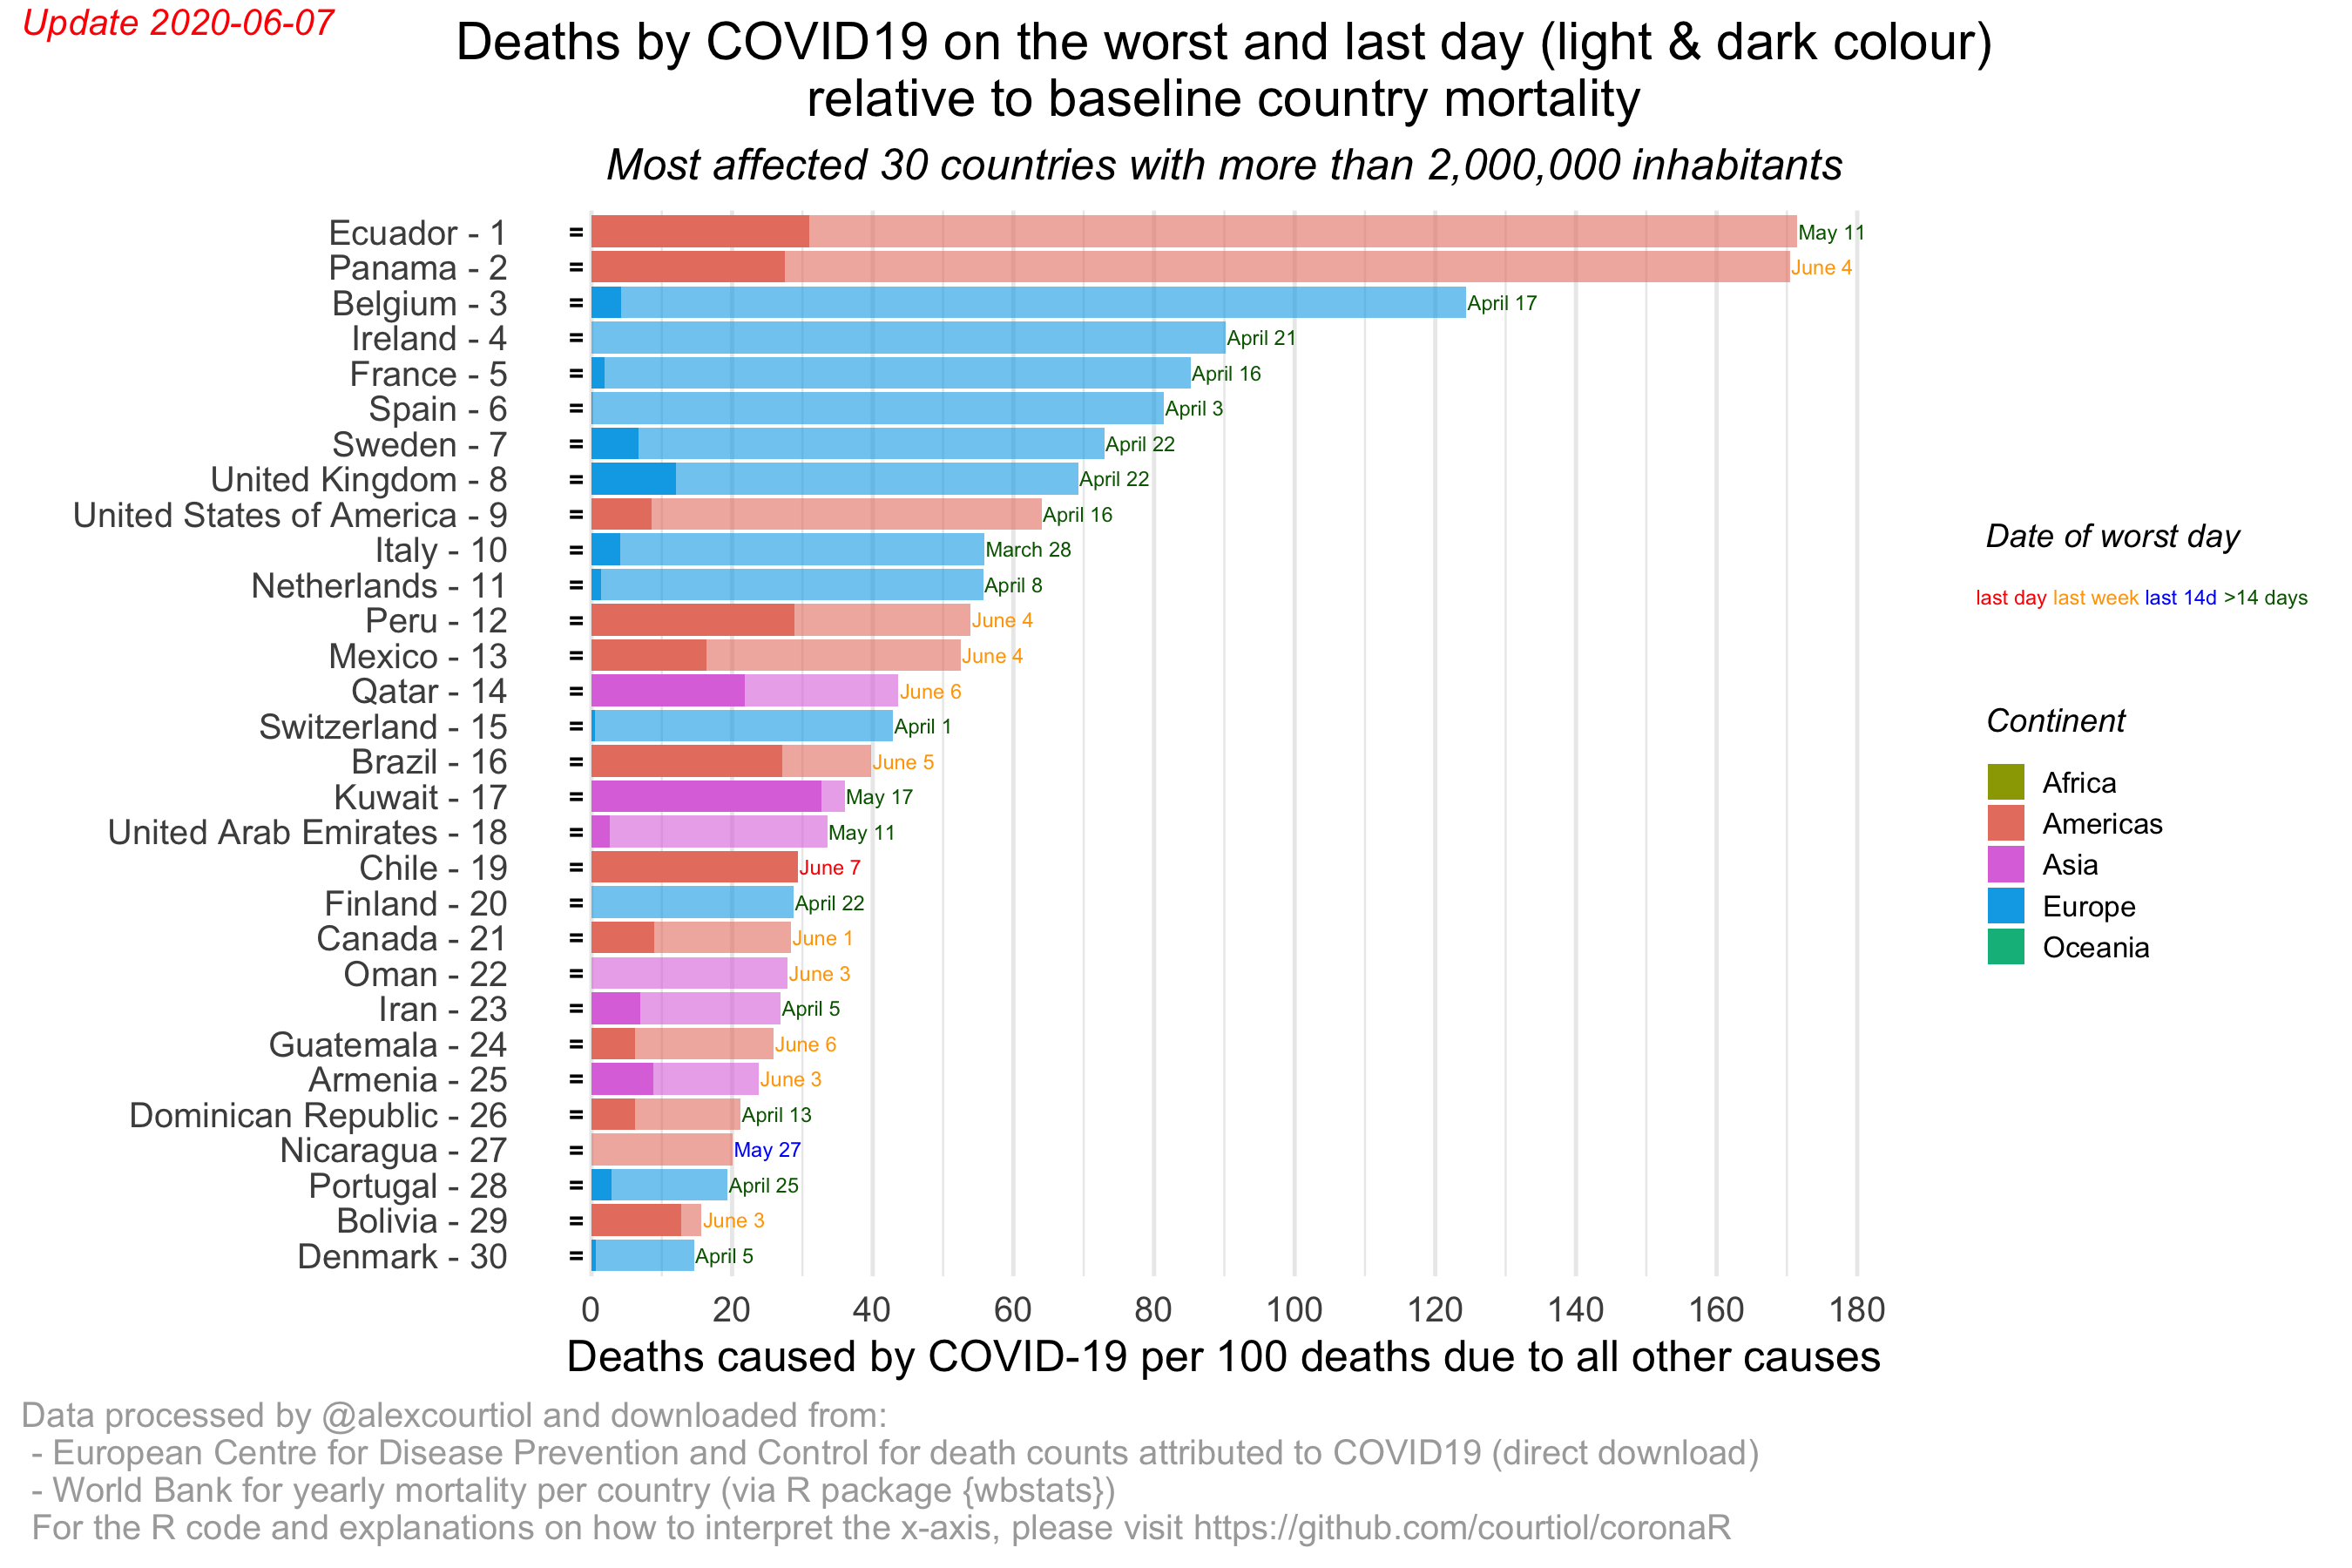 Update 2020-06-07
Deaths by COVID19 on the worst and last day (light & dark colour)
relative to baseline country mortality
Most affected 30 countries with more than 2,000,000 inhabitants
Ecuador - 1 = May 11
Panama - 2 = June 4
Belgium - 3 = April 17
Ireland - 4 = April 21
France - 5 = April 16
Spain - 6 = April 3
Sweden - 7 = April 22
United Kingdom - 8 = April 22
United States of America - 9 = April 16
Italy - 10 = March 28
Netherlands - 11 = April 8
Peru - 12 = June 4
Mexico - 13 = June 4
Qatar - 14 = June 6
Switzerland - 15 = April 1
Brazil - 16 = June 5
Kuwait - 17 = May 17
United Arab Emirates - 18 = May 11
Chile - 19 = June 7
Finland - 20 = April 22
Canada - 21 = June 1
Oman - 22 = June 3
Iran - 23 = April 5
Guatemala - 24 = June 6
Armenia - 25 = June 3
Dominican Republic - 26 = April 13
Nicaragua - 27 = May 27
Portugal - 28 = April 25
Bolivia - 29 = June 3
Denmark - 30 = April 5
0 20 40 60 80 100 120 140 160 180
Deaths caused by COVID-19 per 100 deaths due to all other causes
Date of worst day
last day last week last 14d >14 days
Continent
Africa
Americas
Asia
Europe
Oceania
Data processed by @alexcourtiol and downloaded from:
- European Centre for Disease Prevention and Control for death counts attributed to COVID19 (direct download)
- World Bank for yearly mortality per country (via R package {wbstats})
For the R code and explanations on how to interpret the x-axis, please visit https://github.com/courtiol/coronaR